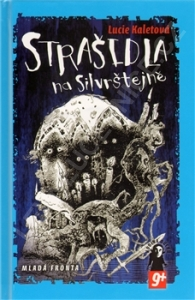 Lucie Kaletová
STRAŠIDLA
na Silvrštejně
MLADÁ FRONTA
9+